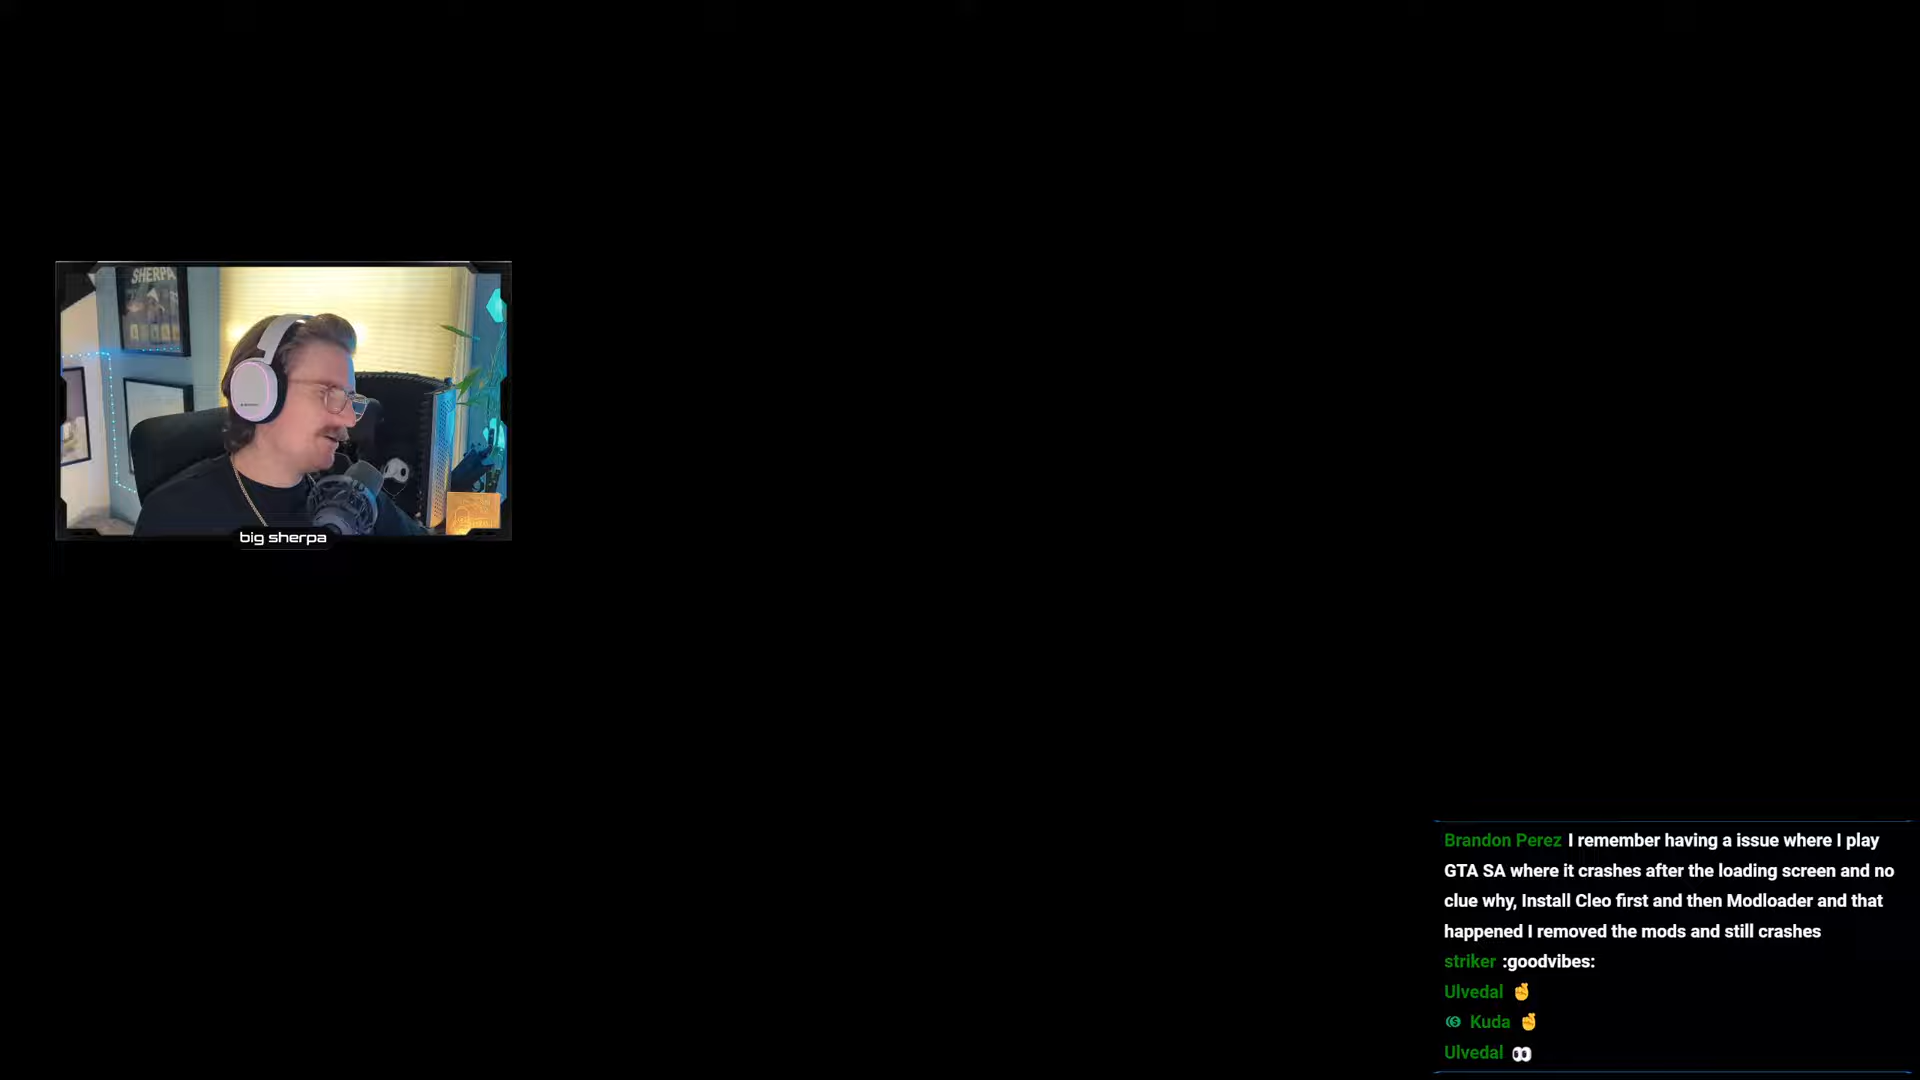 SHERPA
big sherpa
Brandon Perez I remember having a issue where I play
GTA SA where it crashes after the loading screen and no
clue why, Install Cleo first and then Modloader and that
happened I removed the mods and still crashes
striker :goodvibes:
Ulvedal 🤞
Kuda 🤞
Ulvedal 👀